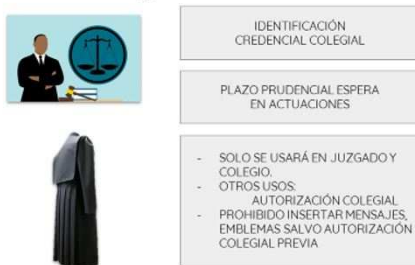 IDENTIFICACIÓN
CREDENCIAL COLEGIAL
PLAZO PRUDENCIAL ESPERA
EN ACTUACIONES
- SOLO SE USARÁ EN JUZGADO Y
COLEGIO.
- OTROS USOS:
AUTORIZACIÓN COLEGIAL
- PROHIBIDO INSERTAR MENSAJES,
EMBLEMAS SALVO AUTORIZACIÓN
COLEGIAL PREVIA